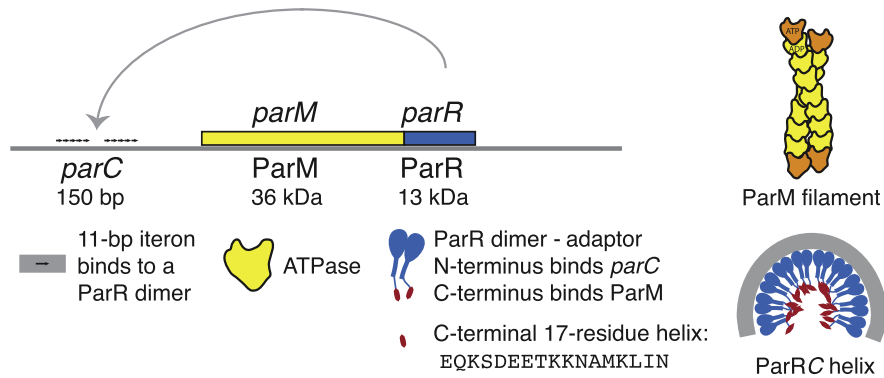 parM
parR
parC
150 bp
ParM
36 kDa
ParR
13 kDa
11-bp iteron
binds to a
ParR dimer
ATPase
ParR dimer - adaptor
N-terminus binds parC
C-terminus binds ParM
C-terminal 17-residue helix:
EQKSDEETKKNAMKLIN
ATP
ADP
ParM filament
ParRC helix